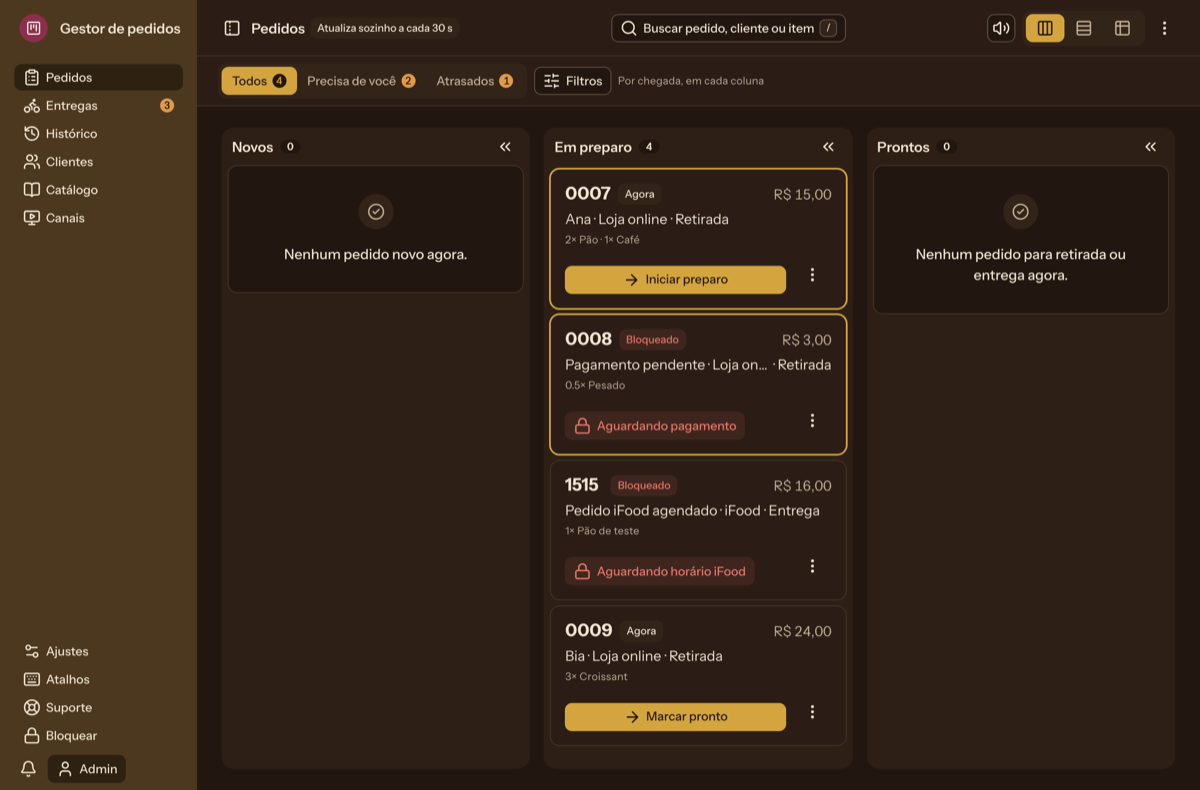 Gestor de pedidos
Pedidos
Entregas 3
Histórico
Clientes
Catálogo
Canais
Ajustes
Atalhos
Suporte
Bloquear
Admin
Pedidos Atualiza sozinho a cada 30 s
Buscar pedido, cliente ou item /
Todos 4 Precisa de você 2 Atrasados 1 Filtros Por chegada, em cada coluna
Novos 0
Nenhum pedido novo agora.
Em preparo 4
0007 Agora R$ 15,00
Ana · Loja online · Retirada
2× Pão · 1× Café
Iniciar preparo
0008 Bloqueado R$ 3,00
Pagamento pendente · Loja on... · Retirada
0.5× Pesado
Aguardando pagamento
1515 Bloqueado R$ 16,00
Pedido iFood agendado · iFood · Entrega
1× Pão de teste
Aguardando horário iFood
0009 Agora R$ 24,00
Bia · Loja online · Retirada
3× Croissant
Marcar pronto
Prontos 0
Nenhum pedido para retirada ou
entrega agora.